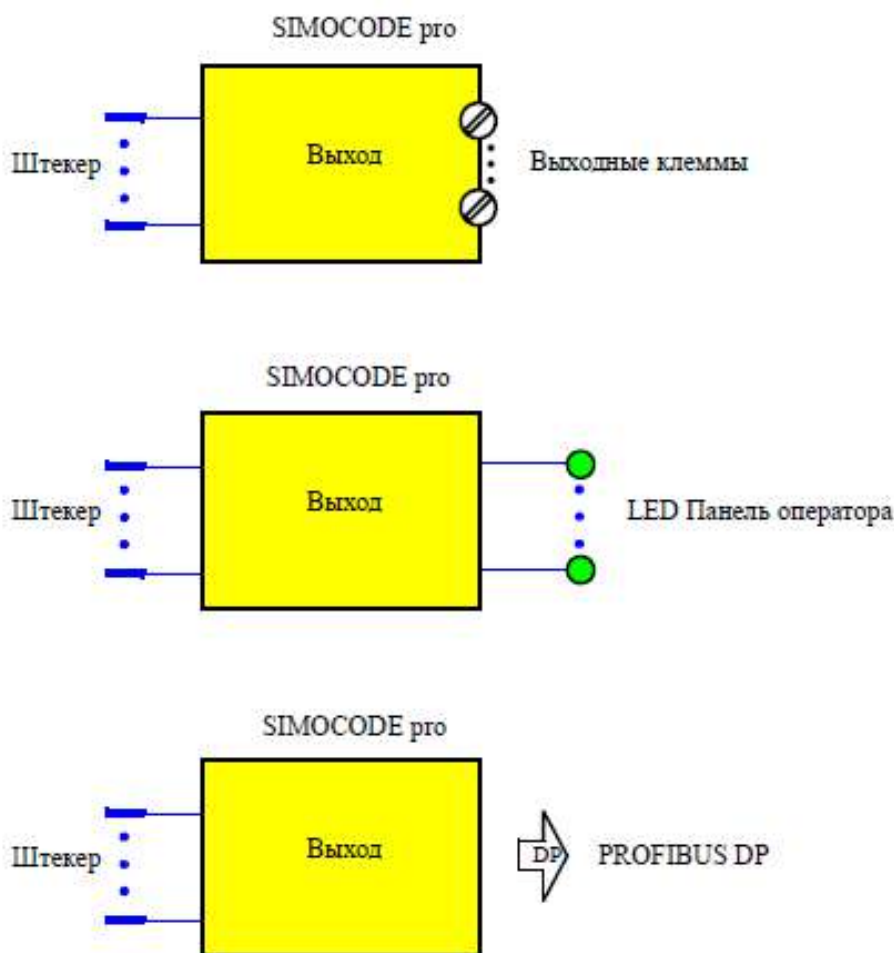 SIMOCODE pro
Штекер
Выход
Выходные клеммы
SIMOCODE pro
Штекер
Выход
LED Панель оператора
SIMOCODE pro
Штекер
Выход
DP
PROFIBUS DP